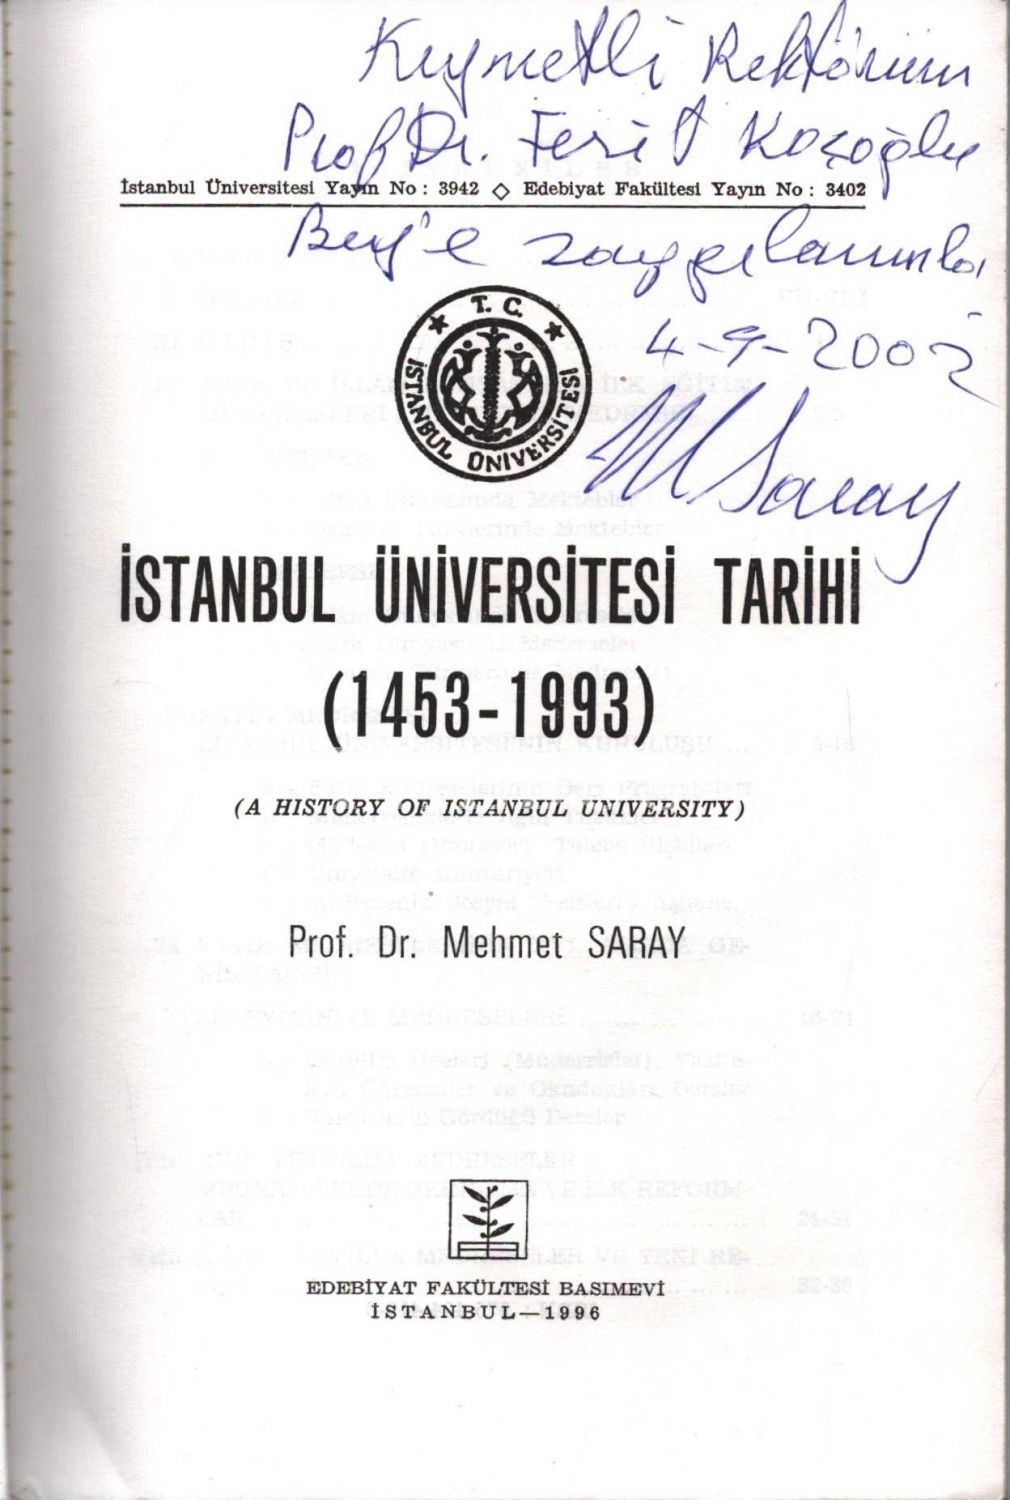 Kıymetli Rektörüm
Prof Dr. Ferit Koçoğlu
İstanbul Üniversitesi Yayın No : 3942 ◇ Edebiyat Fakültesi Yayın No : 3402
Bey'e saygılarımla
T. C.
İSTANBUL ÜNİVERSİTESİ
4-9-2002
M Saray
İSTANBUL ÜNİVERSİTESİ TARİHİ
(1453-1993)
(A HISTORY OF ISTANBUL UNIVERSITY)
Prof. Dr. Mehmet SARAY
EDEBİYAT FAKÜLTESİ BASIMEVİ
İSTANBUL—1996